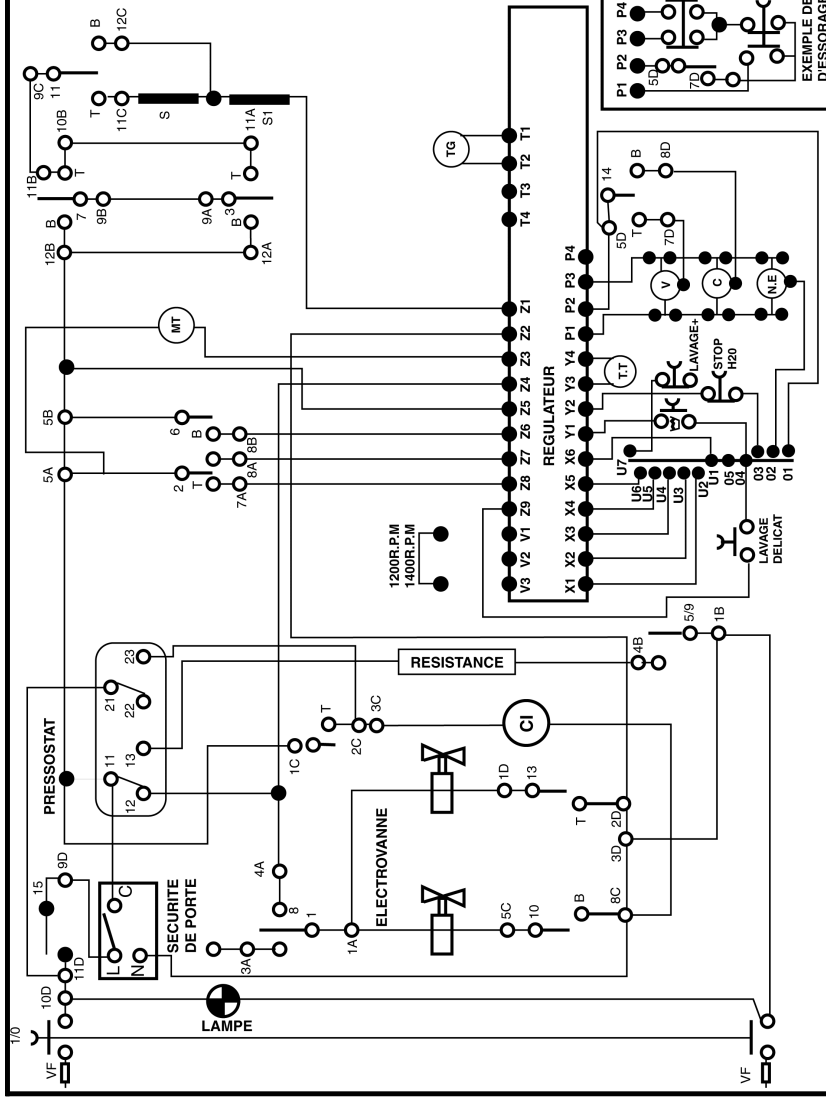 B
12C
9C
11
T
11C
S
S1
11A
10B
11B
T
T
7
9B
9A
3
B
B
12B
12A
MT
5B
5A
6
B
8B
8A
2
T
7A
TG
T1
T2
T3
T4
Z1
Z2
Z3
Z4
Z5
Z6
Z7
Z8
Z9
V1
V2
V3
REGULATEUR
P4
P3
P2
P1
Y4
Y3
Y2
Y1
X6
X5
X4
X3
X2
X1
1200R.P.M
1400R.P.M
P4
P3
P2
P1
5D
7D
EXEMPLE DE
D'ESSORAGE
14
B
8D
5D
T
7D
V
C
N.E
T.T
LAVAGE+
STOP
H20
U7
U6
U5
U4
U3
U2
U1
05
04
03
02
01
LAVAGE
DELICAT
PRESSOSTAT
23
21
22
13
11
12
RESISTANCE
4B
5/9
1B
1C
T
2C
3C
CI
1D
13
T
2D
3D
ELECTROVANNE
4A
8
1
3A
1A
5C
10
B
8C
15
9D
C
L
N
SECURITE
DE PORTE
11D
10D
LAMPE
1/0
VF
VF